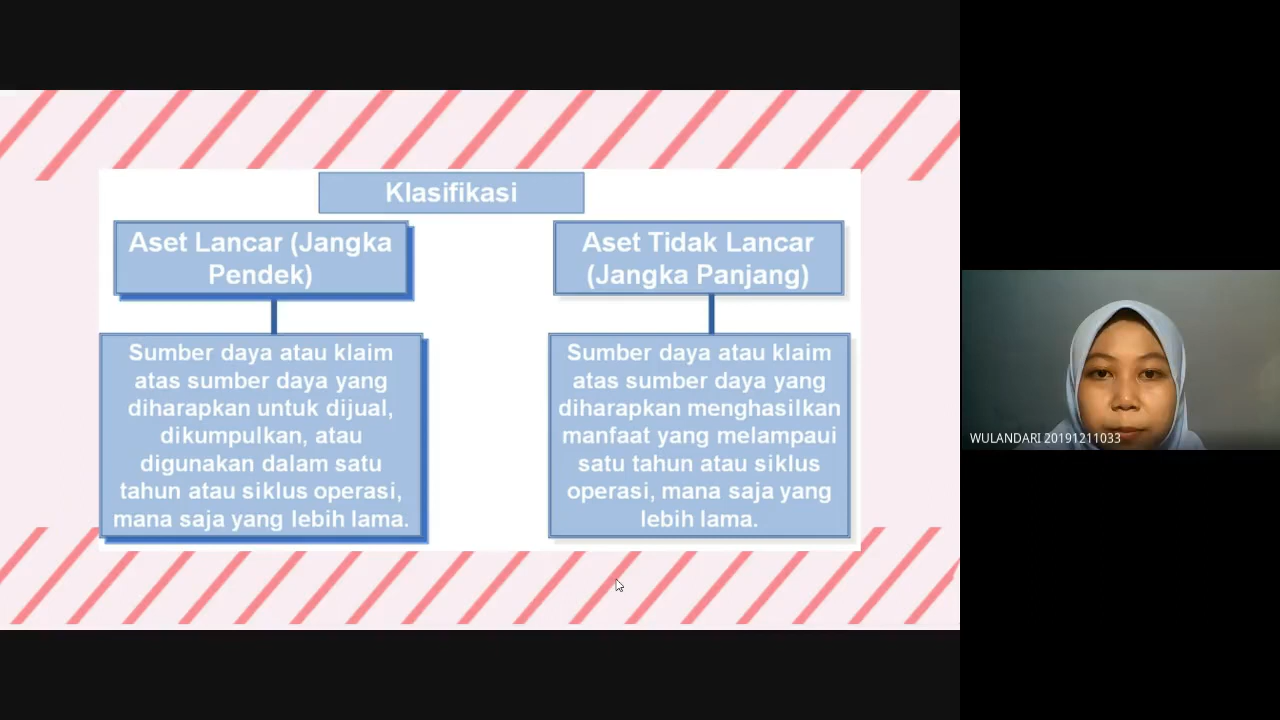 Klasifikasi
Aset Lancar (Jangka
Pendek)
Sumber daya atau klaim
atas sumber daya yang
diharapkan untuk dijual,
dikumpulkan, atau
digunakan dalam satu
tahun atau siklus operasi,
mana saja yang lebih lama.
Aset Tidak Lancar
(Jangka Panjang)
Sumber daya atau klaim
atas sumber daya yang
diharapkan menghasilkan
manfaat yang melampaui
satu tahun atau siklus
operasi, mana saja yang
lebih lama.
WULANDARI 20191211033